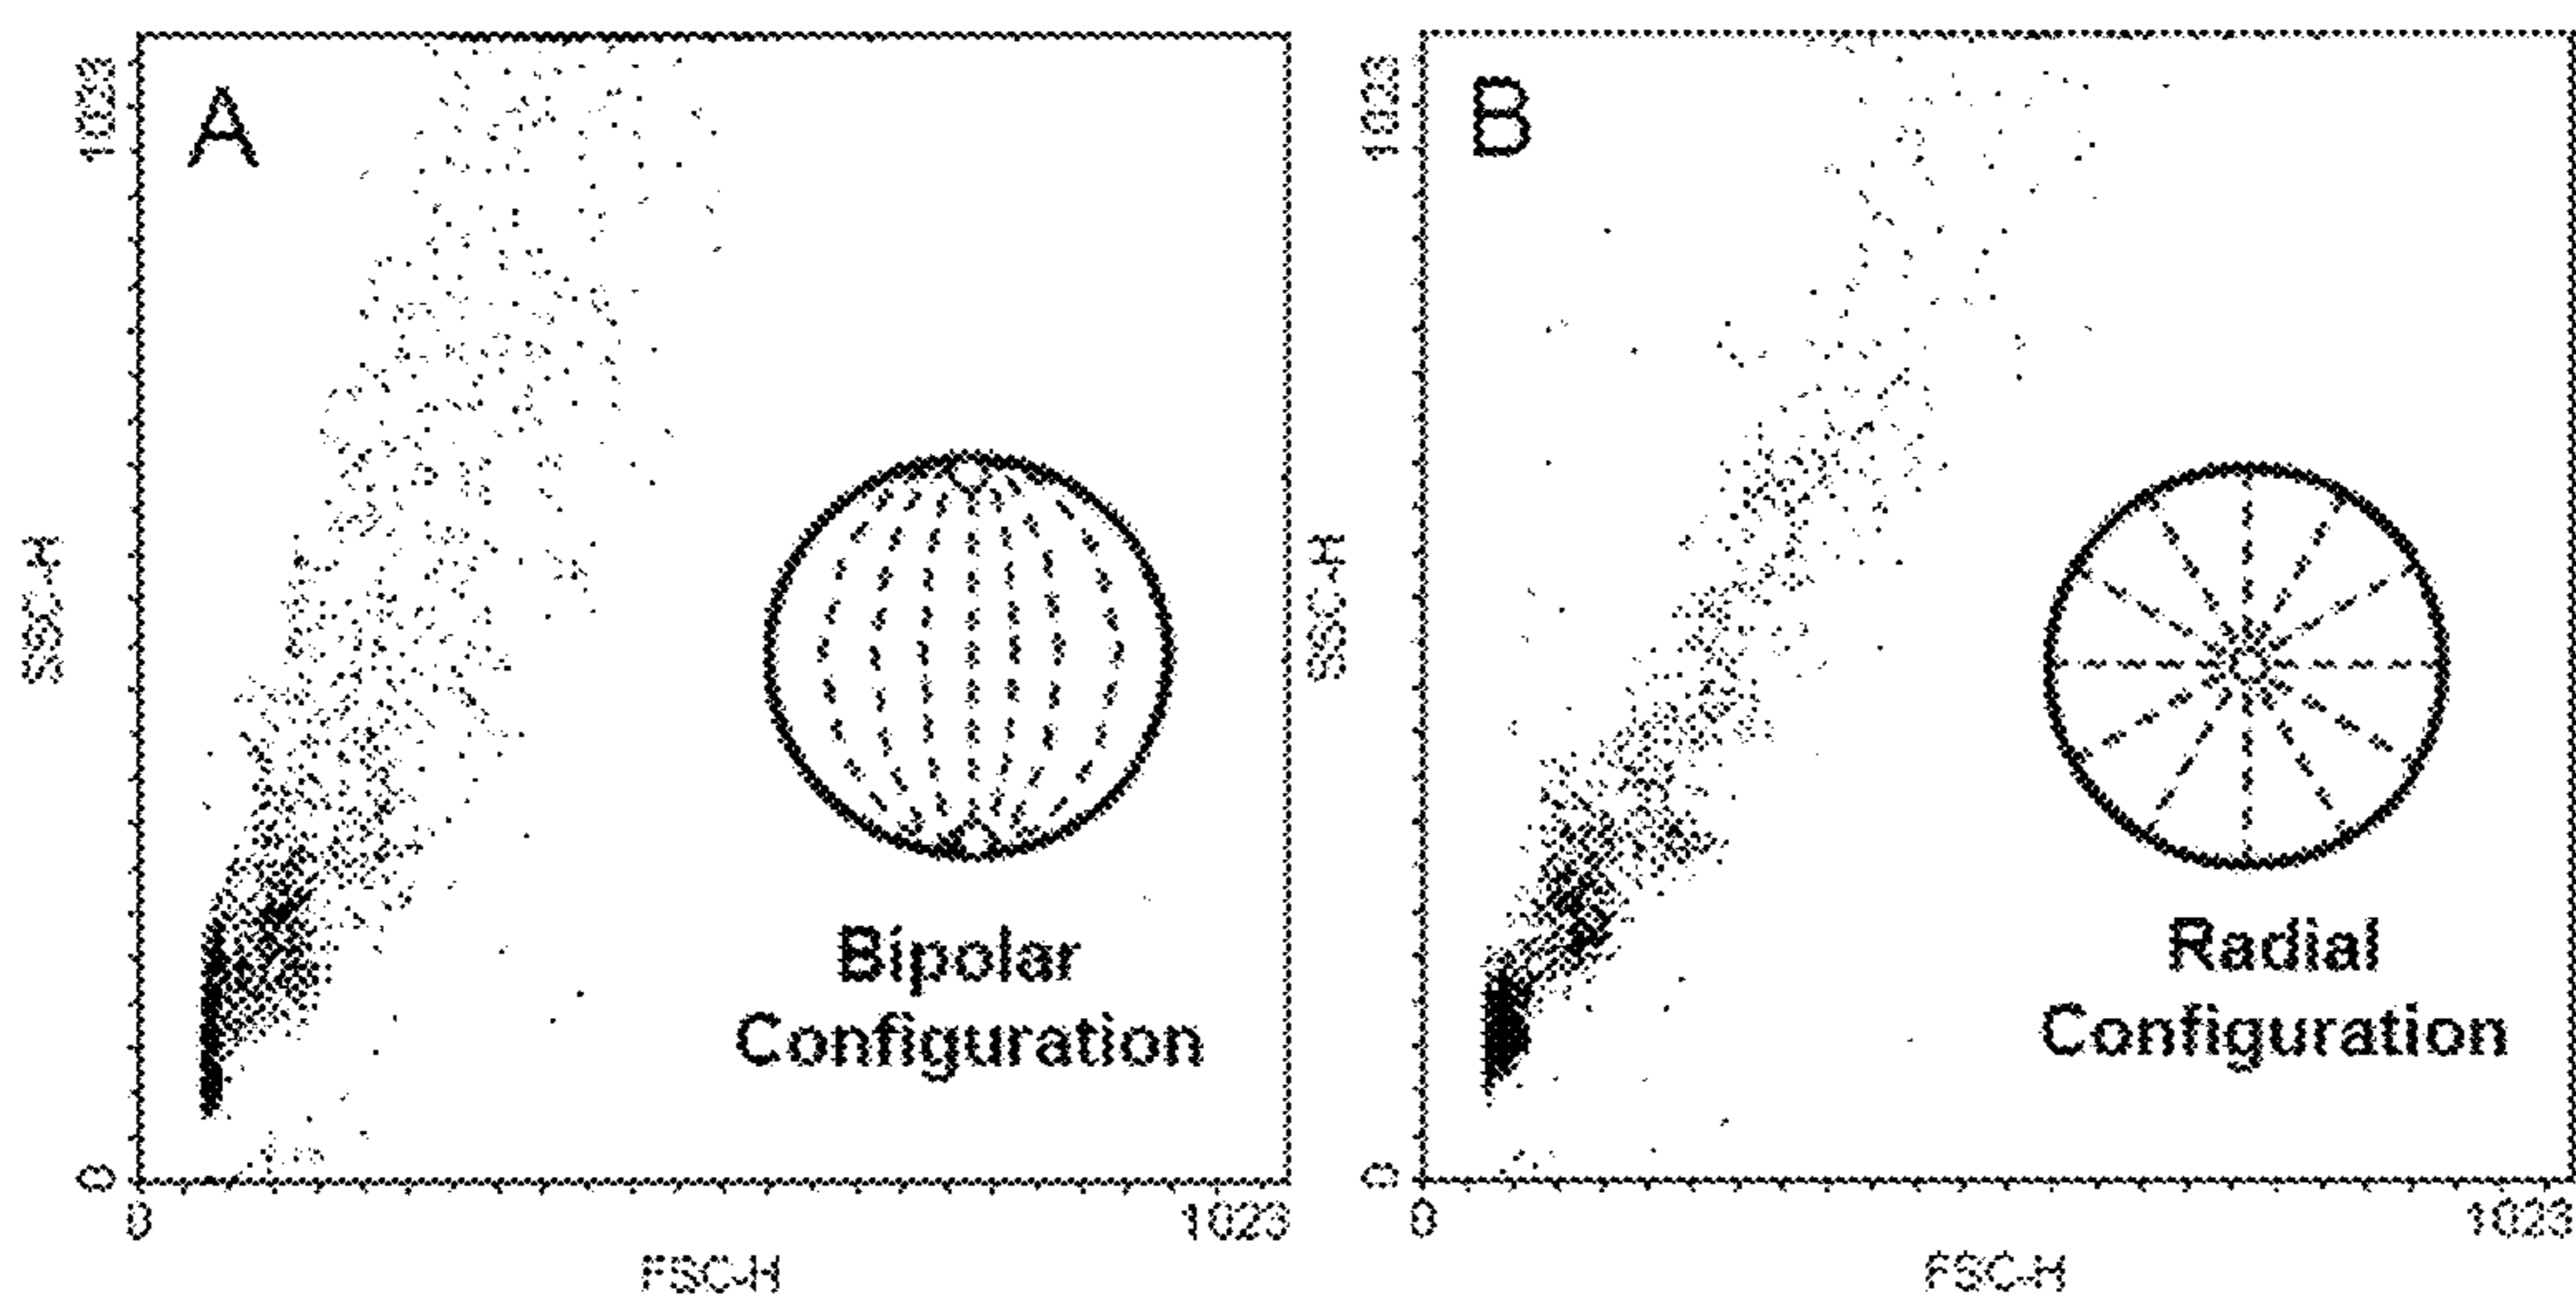 A
1023
SSC-H
0
0
1023
FSC-H
Bipolar
Configuration
B
1023
SSC-H
0
0
1023
FSC-H
Radial
Configuration